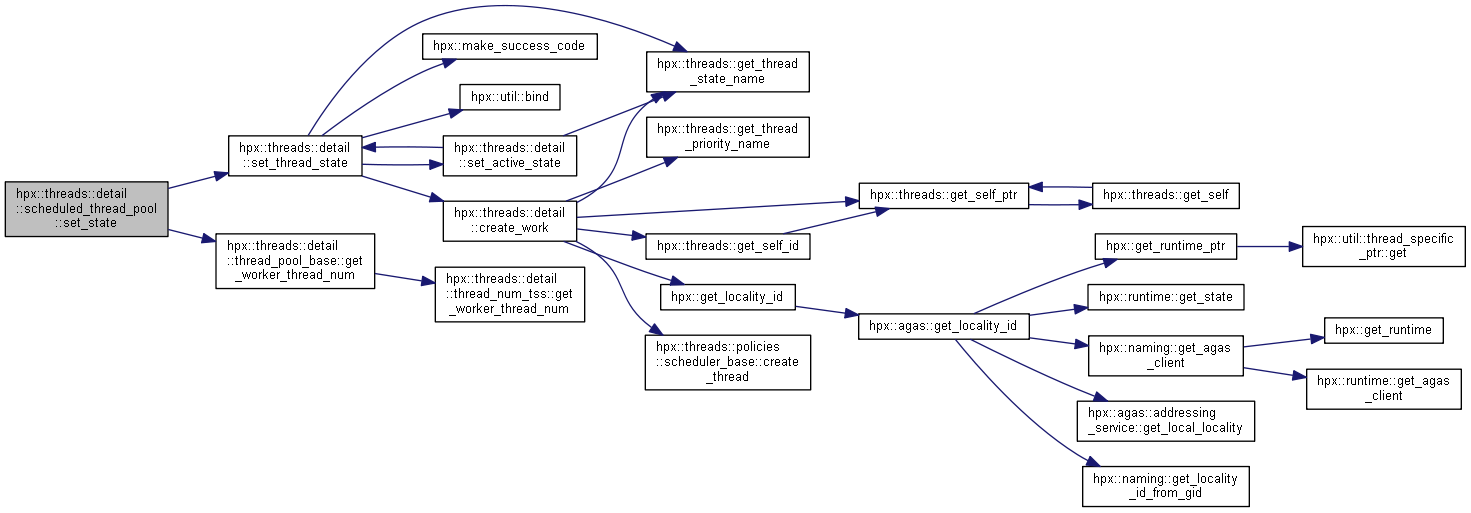 hpx::threads::detail
::scheduled_thread_pool
::set_state
hpx::threads::detail
::set_thread_state
hpx::threads::detail
::thread_pool_base::get
_worker_thread_num
hpx::make_success_code
hpx::util::bind
hpx::threads::detail
::set_active_state
hpx::threads::detail
::create_work
hpx::threads::detail
::thread_num_tss::get
_worker_thread_num
hpx::threads::get_thread
_state_name
hpx::threads::get_thread
_priority_name
hpx::threads::get_self_id
hpx::get_locality_id
hpx::threads::policies
::scheduler_base::create
_thread
hpx::threads::get_self_ptr
hpx::agas::get_locality_id
hpx::threads::get_self
hpx::get_runtime_ptr
hpx::runtime::get_state
hpx::naming::get_agas
_client
hpx::agas::addressing
_service::get_local_locality
hpx::naming::get_locality
_id_from_gid
hpx::util::thread_specific
_ptr::get
hpx::get_runtime
hpx::runtime::get_agas
_client